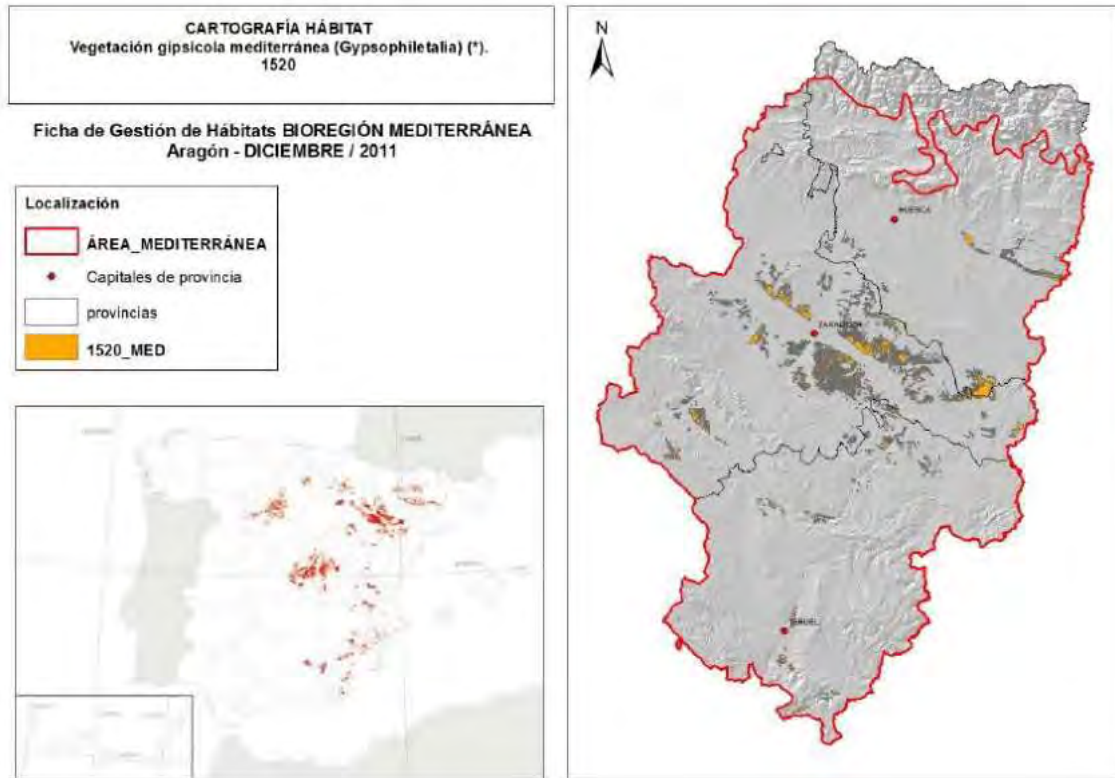 CARTOGRAFÍA HÁBITAT
Vegetación gipsicola mediterránea (Gypsophiletalia) (*).
1520
Ficha de Gestión de Hábitats BIOREGIÓN MEDITERRÁNEA
Aragón - DICIEMBRE / 2011
Localización
ÁREA_MEDITERRÁNEA
Capitales de provincia
provincias
1520_MED
N
HUESCA
ZARAGOZA
TERUEL